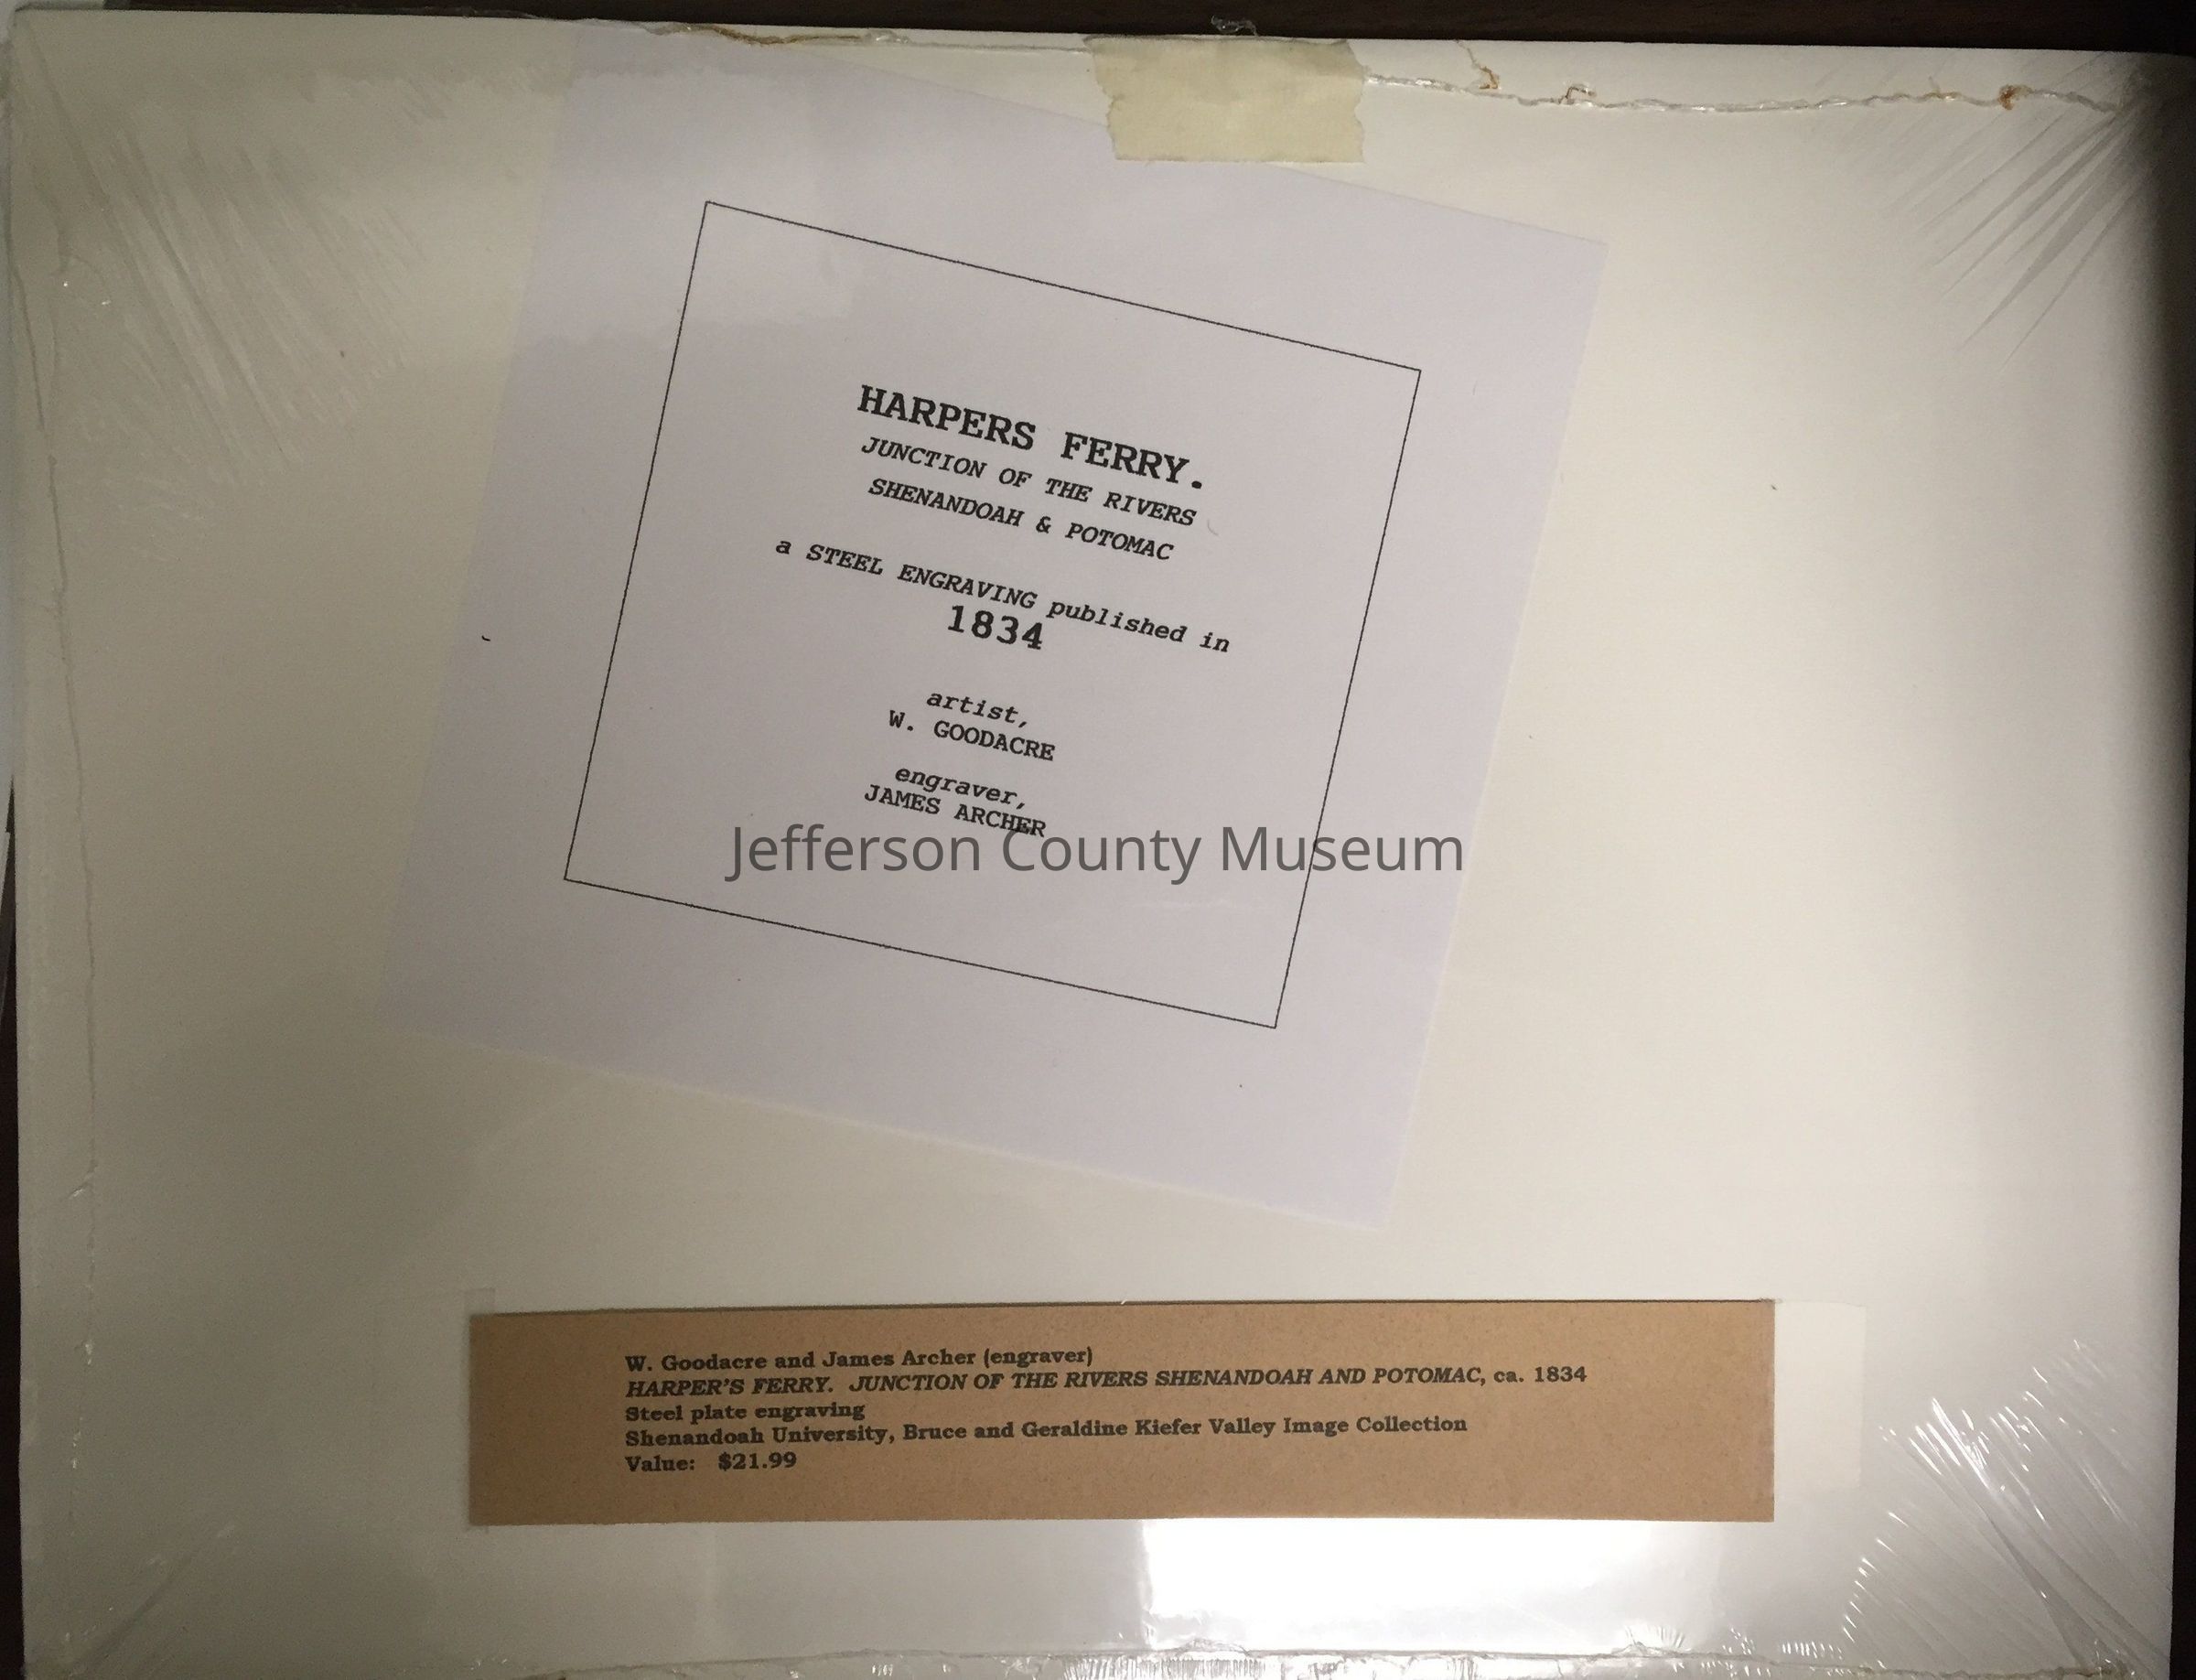 HARPERS FERRY.
JUNCTION OF THE RIVERS
SHENANDOAH & POTOMAC
a STEEL ENGRAVING published in
1834
artist,
W. GOODACRE
engraver,
JAMES ARCHER
Jefferson County Museum
W. Goodacre and James Archer (engraver)
HARPER'S FERRY.  JUNCTION OF THE RIVERS SHENANDOAH AND POTOMAC, ca. 1834
Steel plate engraving
Shenandoah University, Bruce and Geraldine Kiefer Valley Image Collection
Value:  $21.99